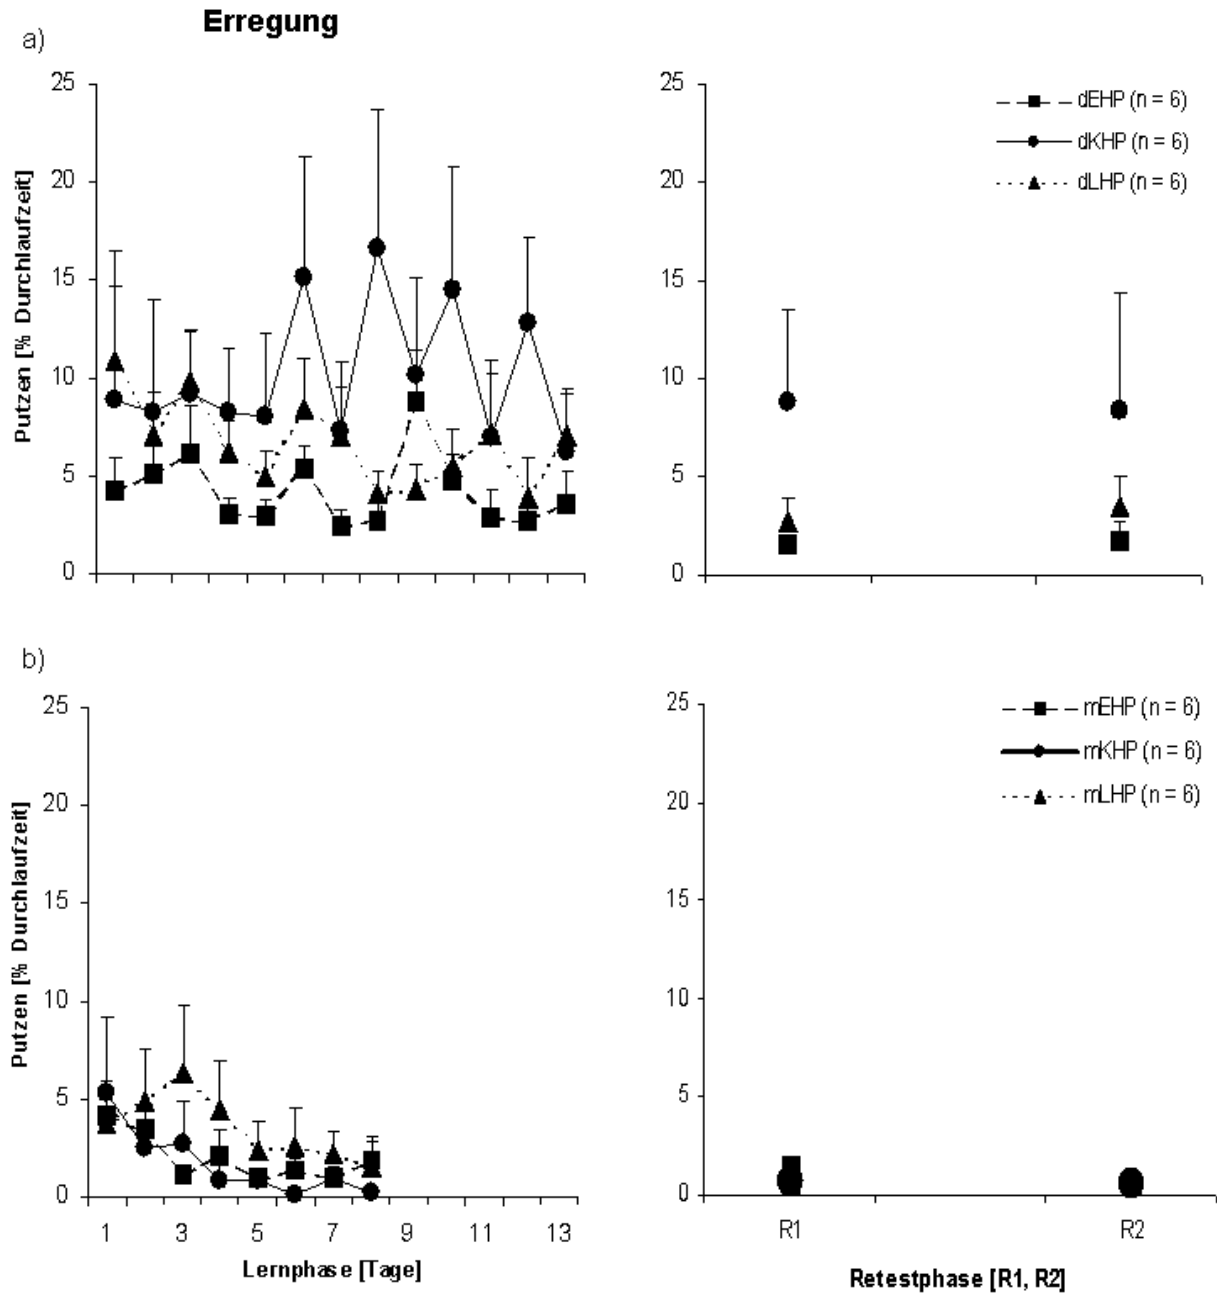 Erregung
a)
25
20
15
10
5
0
Putzen [% Durchlaufzeit]
25
20
15
10
5
0
dEHP (n = 6)
dKHP (n = 6)
dLHP (n = 6)
b)
25
20
15
10
5
0
Putzen [% Durchlaufzeit]
1 3 5 7 9 11 13
Lernphase [Tage]
25
20
15
10
5
0
mEHP (n = 6)
mKHP (n = 6)
mLHP (n = 6)
R1 R2
Retestphase [R1, R2]